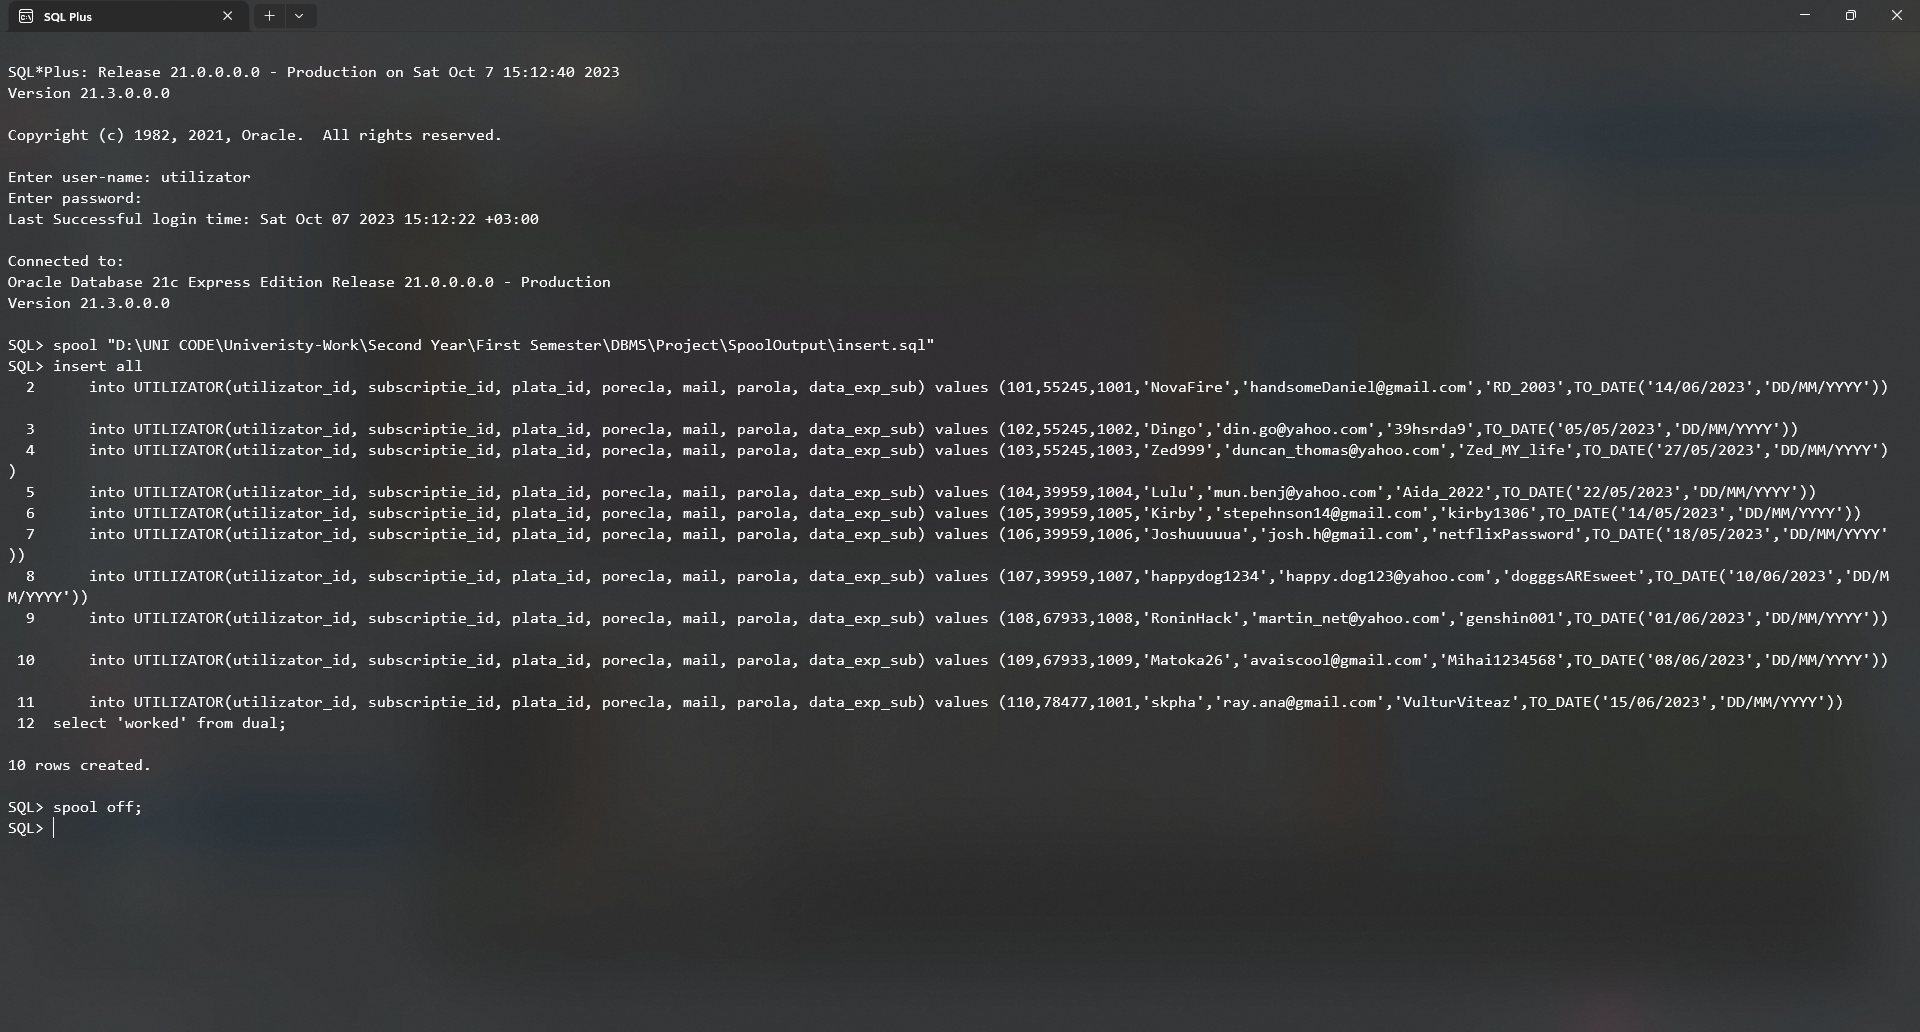 SQL Plus
SQL*Plus: Release 21.0.0.0.0 - Production on Sat Oct 7 15:12:40 2023
Version 21.3.0.0.0
Copyright (c) 1982, 2021, Oracle.  All rights reserved.
Enter user-name: utilizator
Enter password:
Last Successful login time: Sat Oct 07 2023 15:12:22 +03:00
Connected to:
Oracle Database 21c Express Edition Release 21.0.0.0.0 - Production
Version 21.3.0.0.0
SQL> spool "D:\UNI CODE\Univeristy-Work\Second Year\First Semester\DBMS\Project\SpoolOutput\insert.sql"
SQL> insert all
  2      into UTILIZATOR(utilizator_id, subscriptie_id, plata_id, porecla, mail, parola, data_exp_sub) values (101,55245,1001,'NovaFire','handsomeDaniel@gmail.com','RD_2003',TO_DATE('14/06/2023','DD/MM/YYYY'))
  3      into UTILIZATOR(utilizator_id, subscriptie_id, plata_id, porecla, mail, parola, data_exp_sub) values (102,55245,1002,'Dingo','din.go@yahoo.com','39hsrda9',TO_DATE('05/05/2023','DD/MM/YYYY'))
  4      into UTILIZATOR(utilizator_id, subscriptie_id, plata_id, porecla, mail, parola, data_exp_sub) values (103,55245,1003,'Zed999','duncan_thomas@yahoo.com','Zed_MY_life',TO_DATE('27/05/2023','DD/MM/YYYY')
)
  5      into UTILIZATOR(utilizator_id, subscriptie_id, plata_id, porecla, mail, parola, data_exp_sub) values (104,39959,1004,'Lulu','mun.benj@yahoo.com','Aida_2022',TO_DATE('22/05/2023','DD/MM/YYYY'))
  6      into UTILIZATOR(utilizator_id, subscriptie_id, plata_id, porecla, mail, parola, data_exp_sub) values (105,39959,1005,'Kirby','stepehnson14@gmail.com','kirby1306',TO_DATE('14/05/2023','DD/MM/YYYY'))
  7      into UTILIZATOR(utilizator_id, subscriptie_id, plata_id, porecla, mail, parola, data_exp_sub) values (106,39959,1006,'Joshuuuuua','josh.h@gmail.com','netflixPassword',TO_DATE('18/05/2023','DD/MM/YYYY'
))
  8      into UTILIZATOR(utilizator_id, subscriptie_id, plata_id, porecla, mail, parola, data_exp_sub) values (107,39959,1007,'happydog1234','happy.dog123@yahoo.com','dogggsAREsweet',TO_DATE('10/06/2023','DD/M
M/YYYY'))
  9      into UTILIZATOR(utilizator_id, subscriptie_id, plata_id, porecla, mail, parola, data_exp_sub) values (108,67933,1008,'RoninHack','martin_net@yahoo.com','genshin001',TO_DATE('01/06/2023','DD/MM/YYYY'))
 10      into UTILIZATOR(utilizator_id, subscriptie_id, plata_id, porecla, mail, parola, data_exp_sub) values (109,67933,1009,'Matoka26','avaiscool@gmail.com','Mihai1234568',TO_DATE('08/06/2023','DD/MM/YYYY'))
 11      into UTILIZATOR(utilizator_id, subscriptie_id, plata_id, porecla, mail, parola, data_exp_sub) values (110,78477,1001,'skpha','ray.ana@gmail.com','VulturViteaz',TO_DATE('15/06/2023','DD/MM/YYYY'))
 12  select 'worked' from dual;
10 rows created.
SQL> spool off;
SQL>